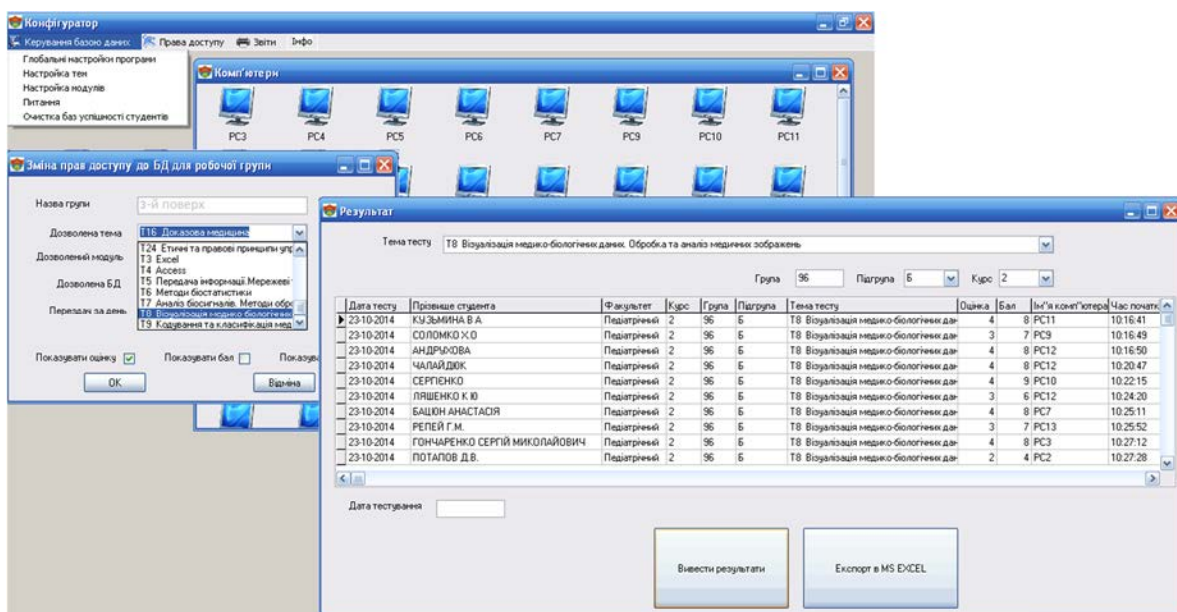 Конфігуратор
Керування базою даних Права доступу Звіти Інфо
Глобальні настройки програми
Настройка тем
Настройка модулів
Питання
Очистка баз успішності студентів
Комп'ютери
PC3 PC4 PC5 PC6 PC7 PC9 PC10 PC11
Зміна прав доступу до БД для робочої групи
Назва групи 3-й поверх
Дозволена тема T16 Доказова медицина
T24 Етичні та правові принципи упр
Дозволений модуль T3 Excel
T4 Access
Дозволена БД T5 Передача інформації.Мережеві
T6 Методи біостатистики
Передач за день T7 Аналіз біосигналів. Методи обро
T8 Візуалізація медико-біологічних
T9 Кодування та класифікація мед
Показувати оцінку Показувати бал Показува
OK Відміна
Результат
Тема тесту T8 Візуалізація медико-біологічних даних. Обробка та аналіз медичних зображень
Група 96 Підгрупа Б Курс 2
Дата тесту Прізвище студента Факультет Курс Група Підгрупа Тема тесту Оцінка Бал Ім"я комп"ютера Час початк
23-10-2014 КУЗЬМИНА В А Педіатрічний 2 96 Б T8 Візуалізація медико-біологічних дан 4 8 PC11 10:16:41
23-10-2014 СОЛОМКО Х.О Педіатрічний 2 96 Б T8 Візуалізація медико-біологічних дан 3 7 PC9 10:16:49
23-10-2014 АНДРУХОВА Педіатрічний 2 96 Б T8 Візуалізація медико-біологічних дан 4 8 PC12 10:16:50
23-10-2014 ЧАЛАЙДЮК Педіатрічний 2 96 Б T8 Візуалізація медико-біологічних дан 4 8 PC12 10:20:47
23-10-2014 СЕРГІЄНКО Педіатрічний 2 96 Б T8 Візуалізація медико-біологічних дан 4 9 PC10 10:22:15
23-10-2014 ЛЯШЕНКО К Ю Педіатрічний 2 96 Б T8 Візуалізація медико-біологічних дан 3 6 PC12 10:24:20
23-10-2014 БАЦЮН АНАСТАСІЯ Педіатрічний 2 96 Б T8 Візуалізація медико-біологічних дан 4 8 PC7 10:25:11
23-10-2014 РЕПЕЙ Г.М. Педіатрічний 2 96 Б T8 Візуалізація медико-біологічних дан 3 7 PC13 10:25:52
23-10-2014 ГОНЧАРЕНКО СЕРГІЙ МИКОЛАЙОВИЧ Педіатрічний 2 96 Б T8 Візуалізація медико-біологічних дан 4 8 PC3 10:27:12
23-10-2014 ПОТАПОВ Д.В. Педіатрічний 2 96 Б T8 Візуалізація медико-біологічних дан 2 4 PC2 10:27:28
Дата тестування
Вивести результати Експорт в MS EXCEL